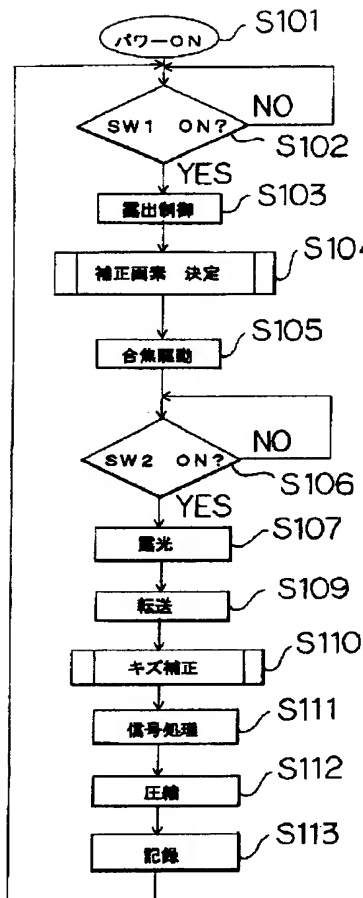 パワーON
S101
SW1 ON?
NO
S102
YES
露出制御
S103
補正画素 決定
S104
合焦駆動
S105
SW2 ON?
NO
S106
YES
露光
S107
転送
S109
キズ補正
S110
信号処理
S111
圧縮
S112
記録
S113